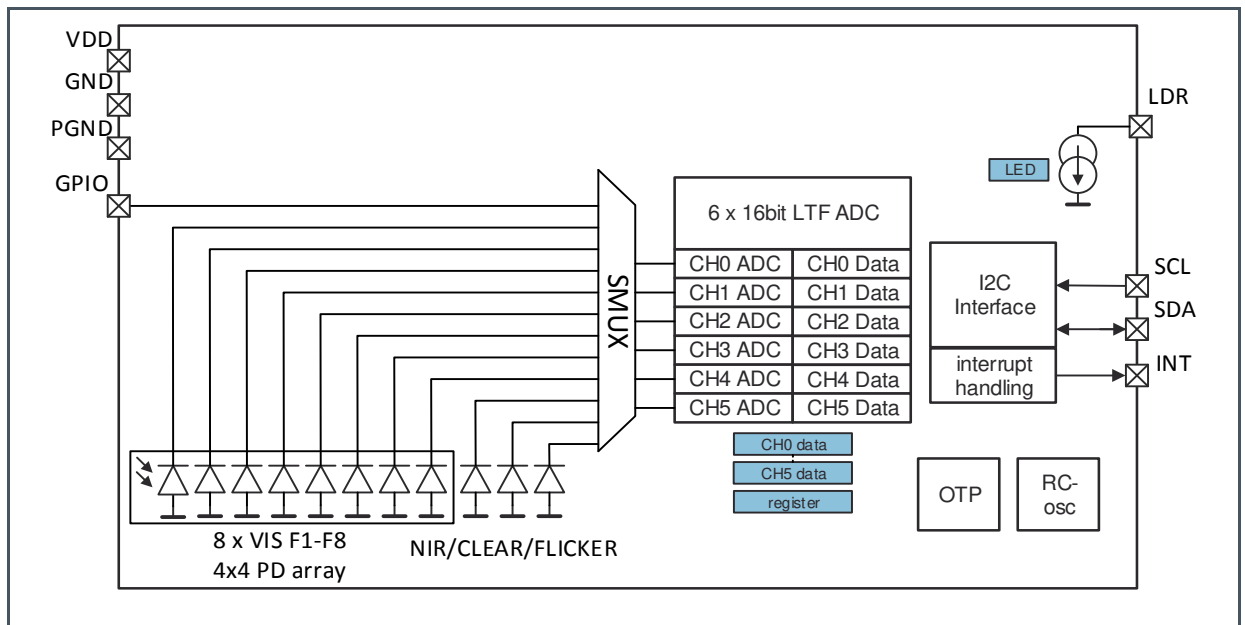 VDD
GND
PGND
GPIO
LDR
LED
6 x 16bit LTF ADC
CH0 ADC CH0 Data
CH1 ADC CH1 Data
CH2 ADC CH2 Data
CH3 ADC CH3 Data
CH4 ADC CH4 Data
CH5 ADC CH5 Data
SMUX
I2C
Interface
interrupt
handling
SCL
SDA
INT
CH0 data
CH5 data
register
OTP
RC-
osc
8 x VIS F1-F8
4x4 PD array
NIR/CLEAR/FLICKER